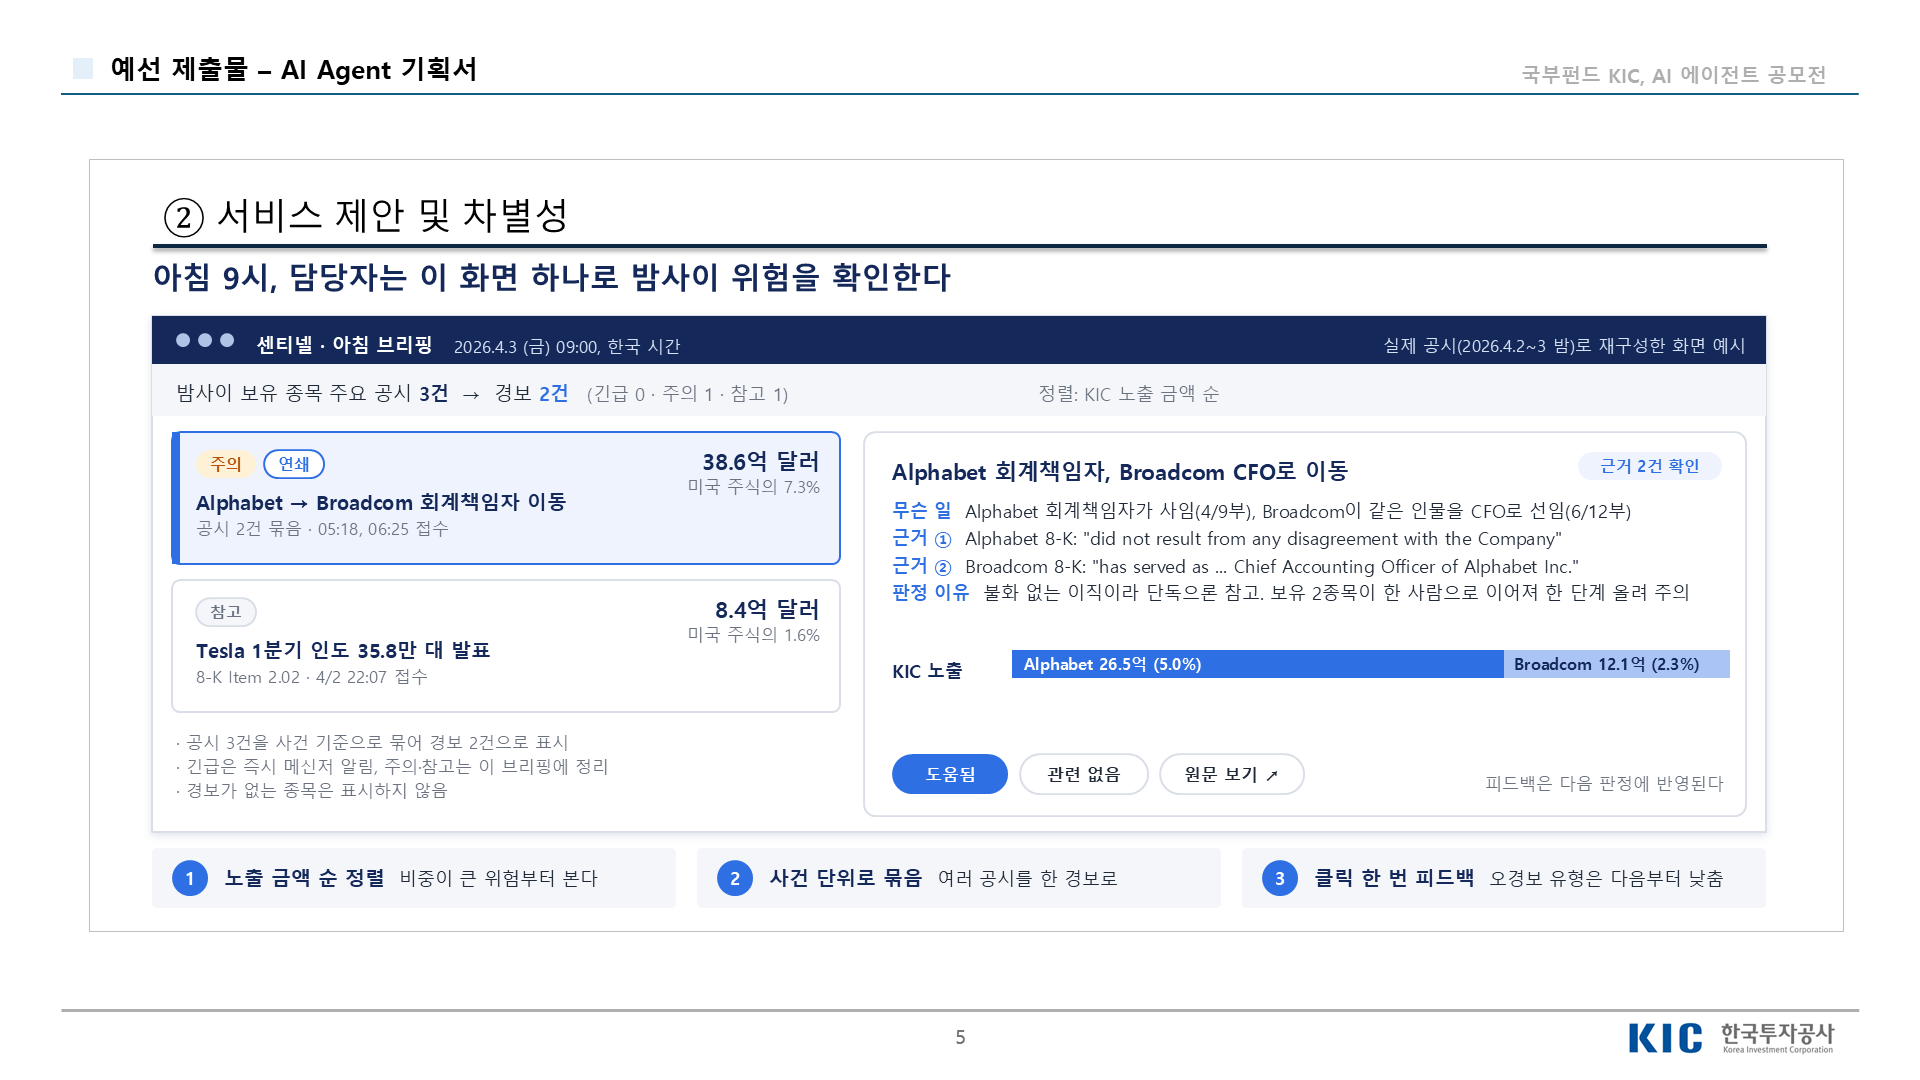 예선 제출물 – AI Agent 기획서
국부펀드 KIC, AI 에이전트 공모전
② 서비스 제안 및 차별성
아침 9시, 담당자는 이 화면 하나로 밤사이 위험을 확인한다
센티넬 · 아침 브리핑 2026.4.3 (금) 09:00, 한국 시간
실제 공시(2026.4.2~3 밤)로 재구성한 화면 예시
밤사이 보유 종목 주요 공시 3건 → 경보 2건 (긴급 0 · 주의 1 · 참고 1)
정렬: KIC 노출 금액 순
주의 연쇄
38.6억 달러
미국 주식의 7.3%
Alphabet → Broadcom 회계책임자 이동
공시 2건 묶음 · 05:18, 06:25 접수
참고
8.4억 달러
미국 주식의 1.6%
Tesla 1분기 인도 35.8만 대 발표
8-K Item 2.02 · 4/2 22:07 접수
· 공시 3건을 사건 기준으로 묶어 경보 2건으로 표시
· 긴급은 즉시 메신저 알림, 주의·참고는 이 브리핑에 정리
· 경보가 없는 종목은 표시하지 않음
Alphabet 회계책임자, Broadcom CFO로 이동
근거 2건 확인
무슨 일 Alphabet 회계책임자가 사임(4/9부), Broadcom이 같은 인물을 CFO로 선임(6/12부)
근거 ① Alphabet 8-K: "did not result from any disagreement with the Company"
근거 ② Broadcom 8-K: "has served as ... Chief Accounting Officer of Alphabet Inc."
판정 이유 불화 없는 이직이라 단독으론 참고. 보유 2종목이 한 사람으로 이어져 한 단계 올려 주의
KIC 노출
Alphabet 26.5억 (5.0%)
Broadcom 12.1억 (2.3%)
도움됨
관련 없음
원문 보기 ↗
피드백은 다음 판정에 반영된다
1 노출 금액 순 정렬 비중이 큰 위험부터 본다
2 사건 단위로 묶음 여러 공시를 한 경보로
3 클릭 한 번 피드백 오경보 유형은 다음부터 낮춤
5
KIC 한국투자공사
Korea Investment Corporation